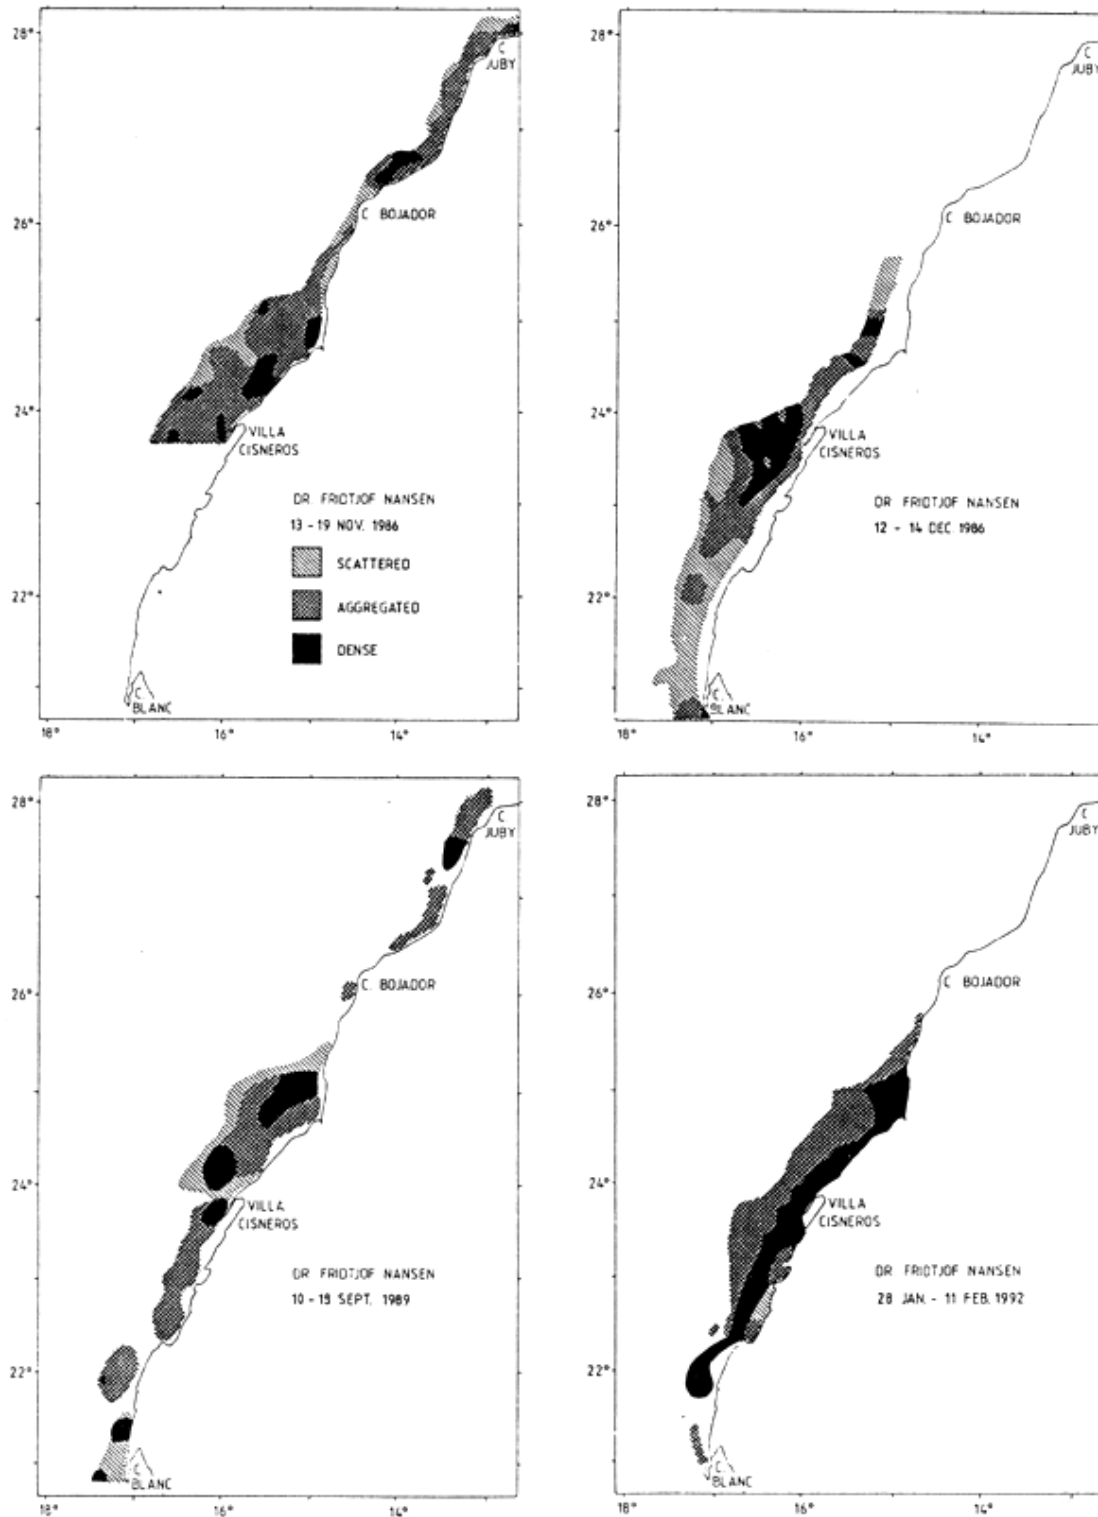 28°
C.
JUBY
26°
C BOJADOR
24°
VILLA
CISNEROS
DR FRIDTJOF NANSEN
13 - 19 NOV. 1986
SCATTERED
22°
AGGREGATED
DENSE
C.
BLANC
18°
16°
14°
28°
C
JUBY
26°
C BOJADOR
24°
VILLA
CISNEROS
DR FRIDTJOF NANSEN
12 - 14 DEC. 1986
22°
C.
BLANC
18°
16°
14°
28°
C
JUBY
26°
C. BOJADOR
24°
VILLA
CISNEROS
DR FRIDTJOF NANSEN
SEPT. 1989
22°
C.
BLANC
18°
16°
14°
28°
C.
JUBY
26°
C BOJADOR
24°
VILLA
CISNEROS
DR FRIDTJOF NANSEN
28 JAN. - 11 FEB. 1992
22°
C.
BLANC
18°
16°
14°